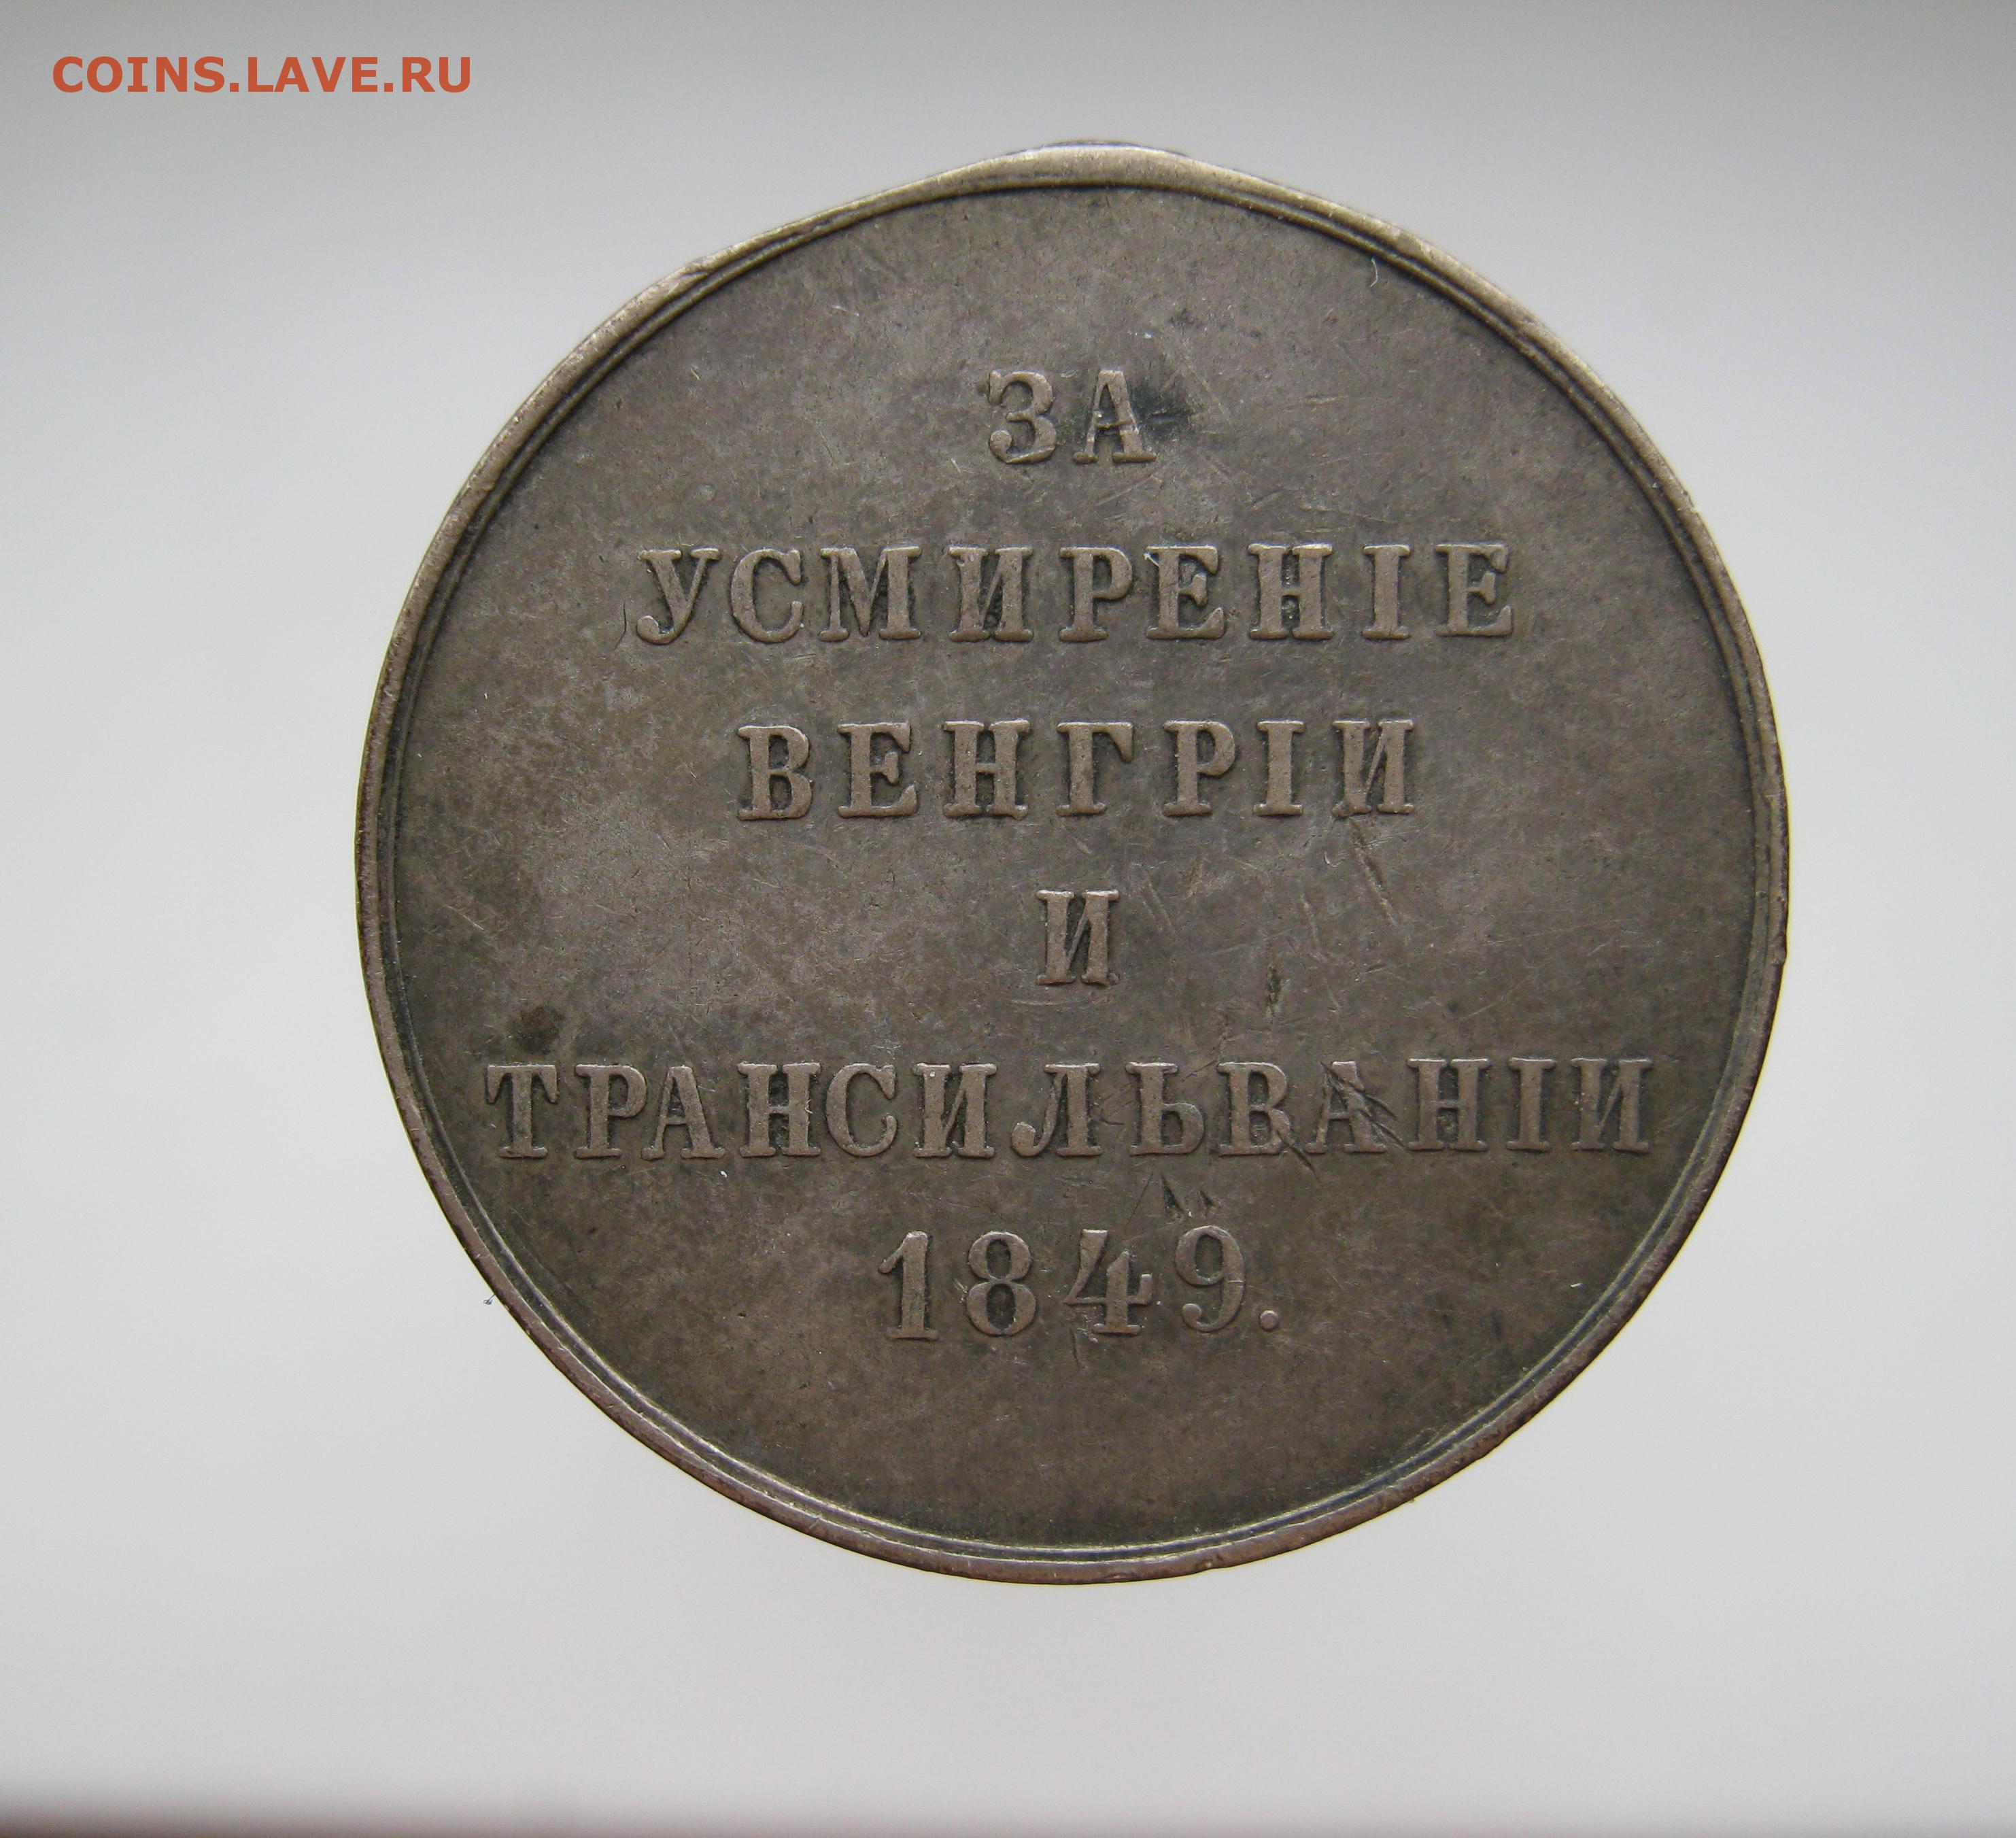 COINS.LAVE.RU
ЗА
УСМИРЕНІЕ
ВЕНГРІИ
И
ТРАНСИЛЬВАНІИ
1849.